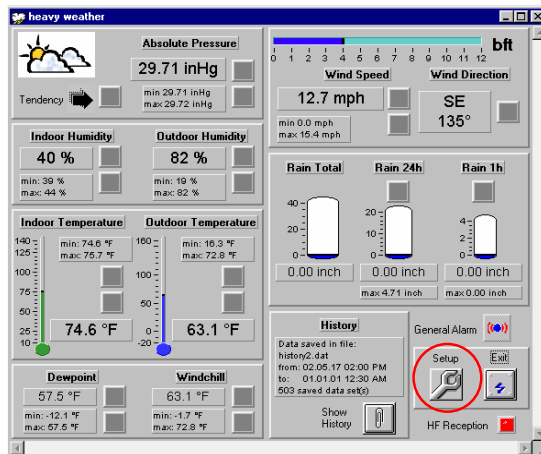 heavy weather
Absolute Pressure
29.71 inHg
Tendency
min 29.71 inHg
max 29.72 inHg
0 1 2 3 4 5 6 7 8 9 10 11 12
bft
Wind Speed
Wind Direction
12.7 mph
min 0.0 mph
max 15.4 mph
SE
135°
Indoor Humidity
Outdoor Humidity
40 %
82 %
min: 39 %
max: 44 %
min: 19 %
max: 82 %
Rain Total
Rain 24h
Rain 1h
40
20
0
20
10
0
4
2
0
0.00 inch
0.00 inch
0.00 inch
max 4.71 inch
max 0.00 inch
Indoor Temperature
Outdoor Temperature
140
125
100
75
50
25
10
min: 74.6 °F
max: 75.7 °F
74.6 °F
160
100
50
0
-20
min: 16.3 °F
max: 72.8 °F
63.1 °F
Dewpoint
Windchill
57.5 °F
63.1 °F
min: -12.1 °F
max: 57.5 °F
min: -1.7 °F
max: 72.8 °F
History
Data saved in file:
history2.dat
from: 02.05.17 02:00 PM
to: 01.01.01 12:30 AM
503 saved data set(s)
Show
History
General Alarm
Setup
Exit
HF Reception